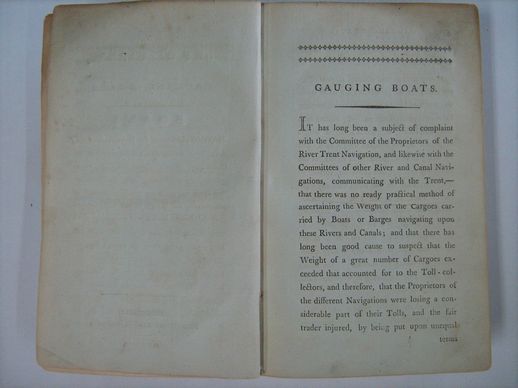 GAUGING BOATS.
IT has long been a subject of complaint
with the Committee of the Proprietors of the
River Trent Navigation, and likewise with the
Committees of other River and Canal Navi-
gations, communicating with the Trent,—
that there was no ready practical method of
ascertaining the Weight of the Cargoes car-
ried by Boats or Barges navigating upon
these Rivers and Canals; and that there has
long been good cause to suspect that the
Weight of a great number of Cargoes ex-
ceeded that accounted for to the Toll-col-
lectors, and therefore, that the Proprietors of
the different Navigations were losing a con-
siderable part of their Tolls, and the fair
trader injured, by being put upon unequal
terms